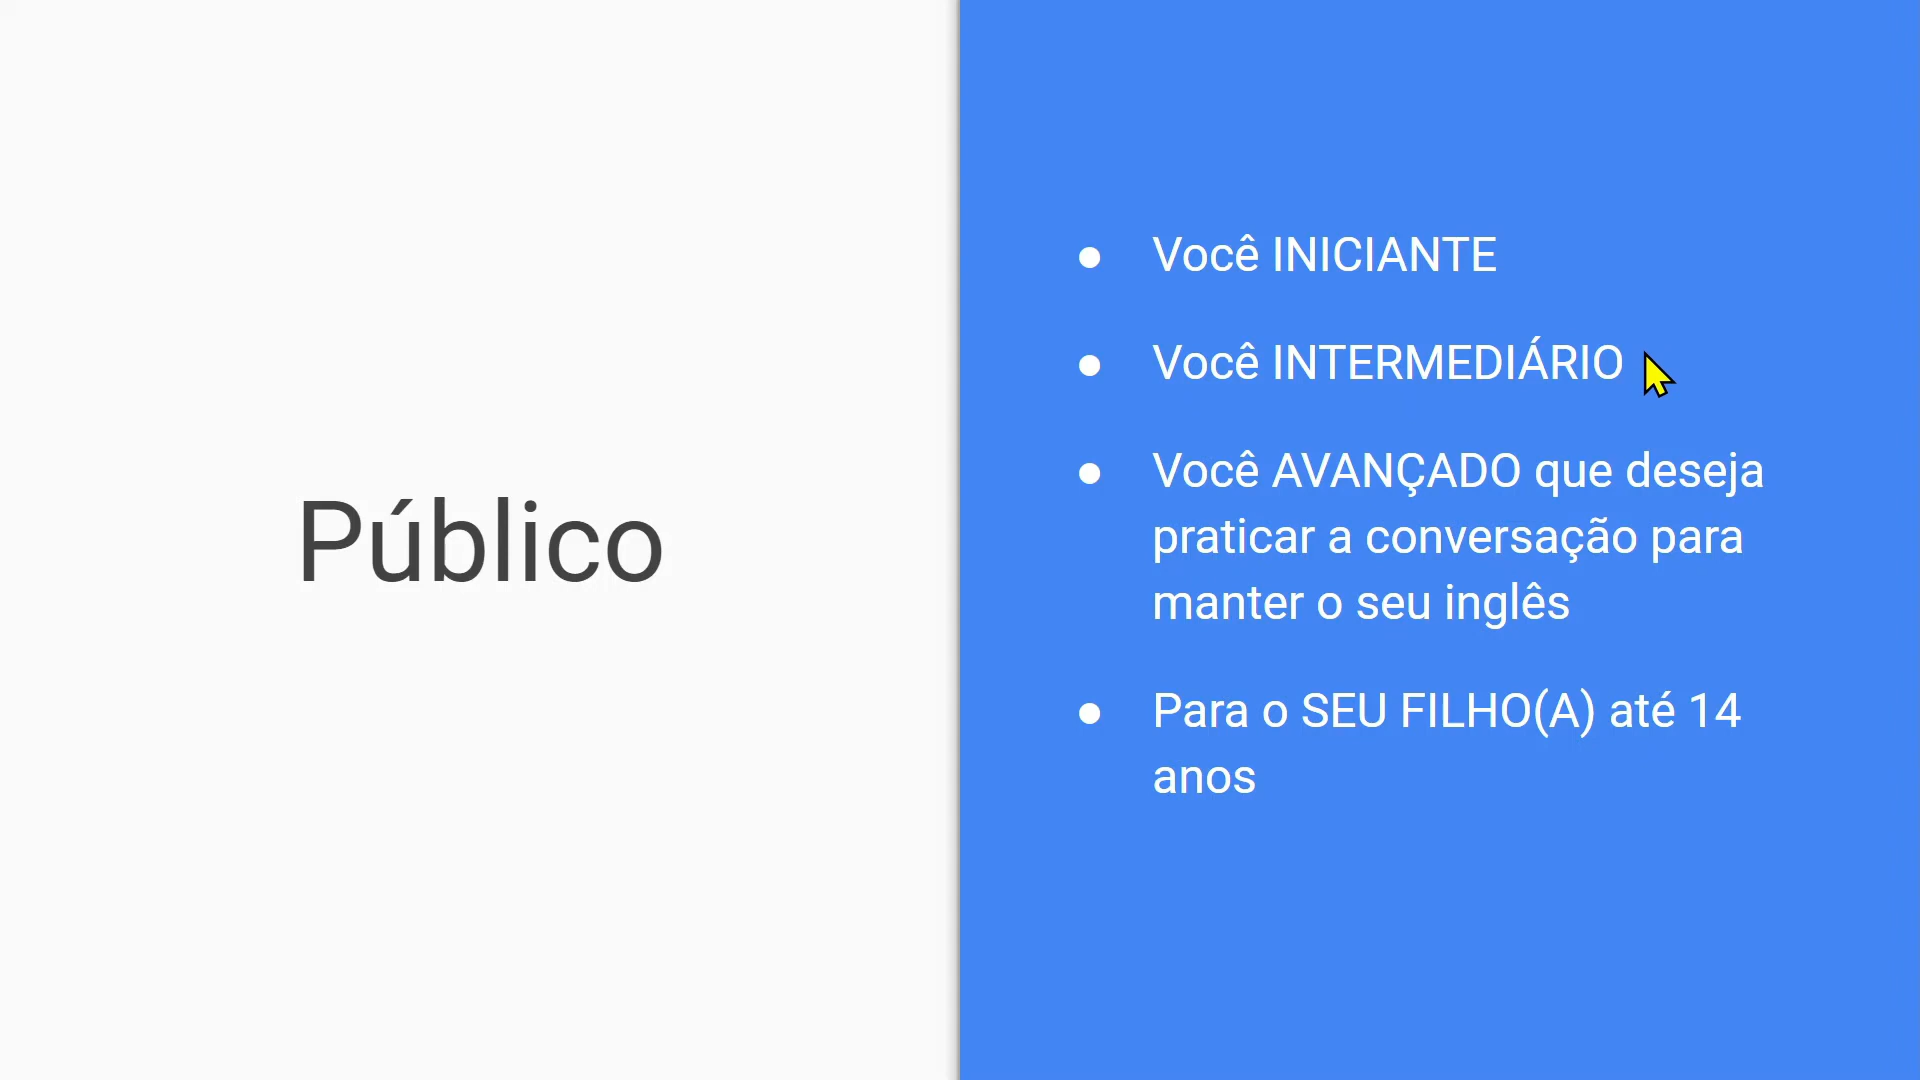 Público
● Você INICIANTE
● Você INTERMEDIÁRIO
● Você AVANÇADO que deseja
praticar a conversação para
manter o seu inglês
● Para o SEU FILHO(A) até 14
anos